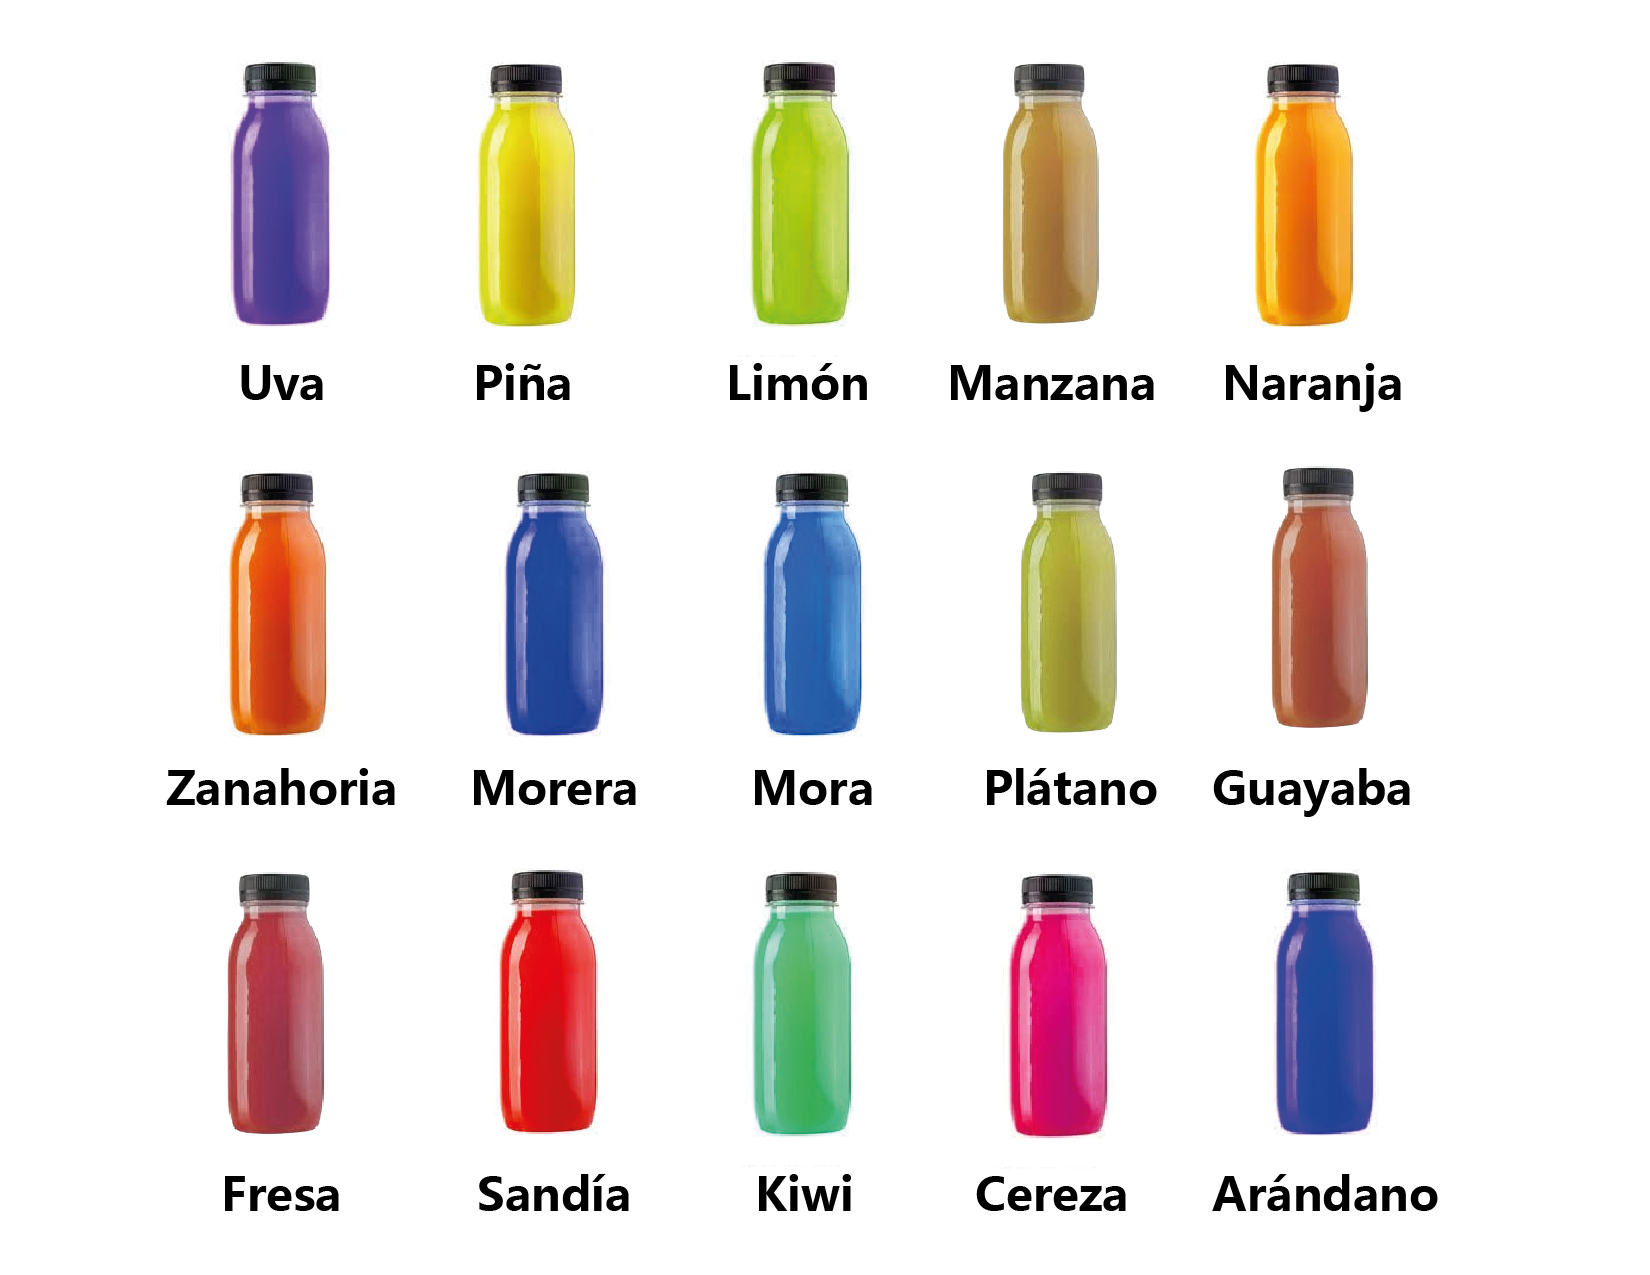 Uva Piña Limón Manzana Naranja
Zanahoria Morera Mora Plátano Guayaba
Fresa Sandía Kiwi Cereza Arándano